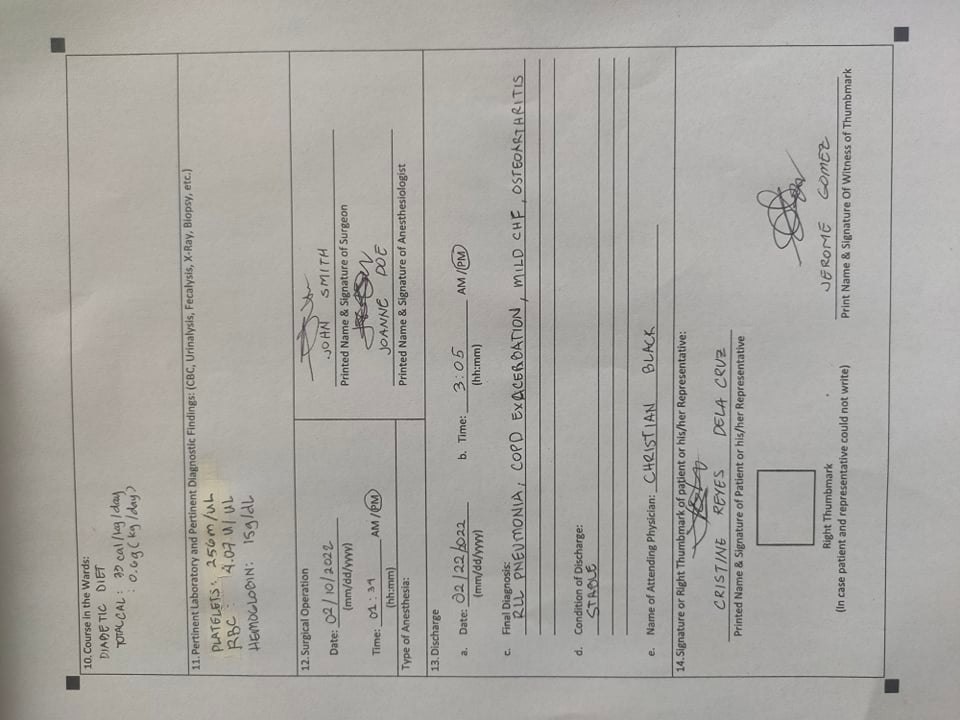 10. Course in the Wards:
DIABETIC DIET
TOTAL CAL: 33 cal/kg/day
: 0.6g (kg/day)
11. Pertinent Laboratory and Pertinent Diagnostic Findings: (CBC, Urinalysis, Fecalysis, X-Ray, Biopsy, etc.)
PLATELETS: 256m/uL
RBC : 4.07 U/uL
HEMOGLOBIN: 15g/dL
12. Surgical Operation
Date: 02/10/2022
(mm/dd/yyyy)
Time: 01:39 AM / PM
(hh:mm)
Type of Anesthesia:
JOHN SMITH
Printed Name & Signature of Surgeon
JOANNE DOE
Printed Name & Signature of Anesthesiologist
13. Discharge
a. Date: 02/22/2022 b. Time: 3:05 AM / PM
(mm/dd/yyyy) (hh:mm)
c. Final Diagnosis:
RLL PNEUMONIA, COPD EXACERBATION, MILD CHF, OSTEOARTHRITIS
d. Condition of Discharge:
STABLE
e. Name of Attending Physician: CHRISTIAN BLACK
14. Signature or Right Thumbmark of patient or his/her Representative:
CRISTINE REYES DELA CRUZ
Printed Name & Signature of Patient or his/her Representative
Right Thumbmark
(In case patient and representative could not write)
JEROME GOMEZ
Print Name & Signature Of Witness of Thumbmark